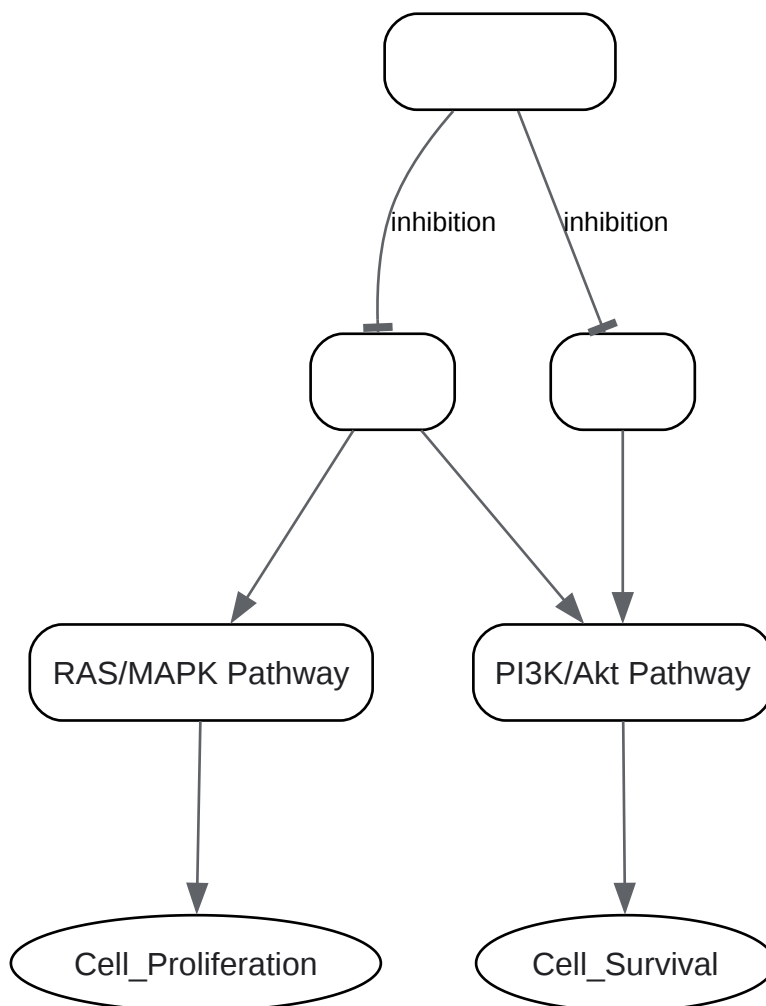 inhibition
inhibition
RAS/MAPK Pathway
PI3K/Akt Pathway
Cell_Proliferation
Cell_Survival